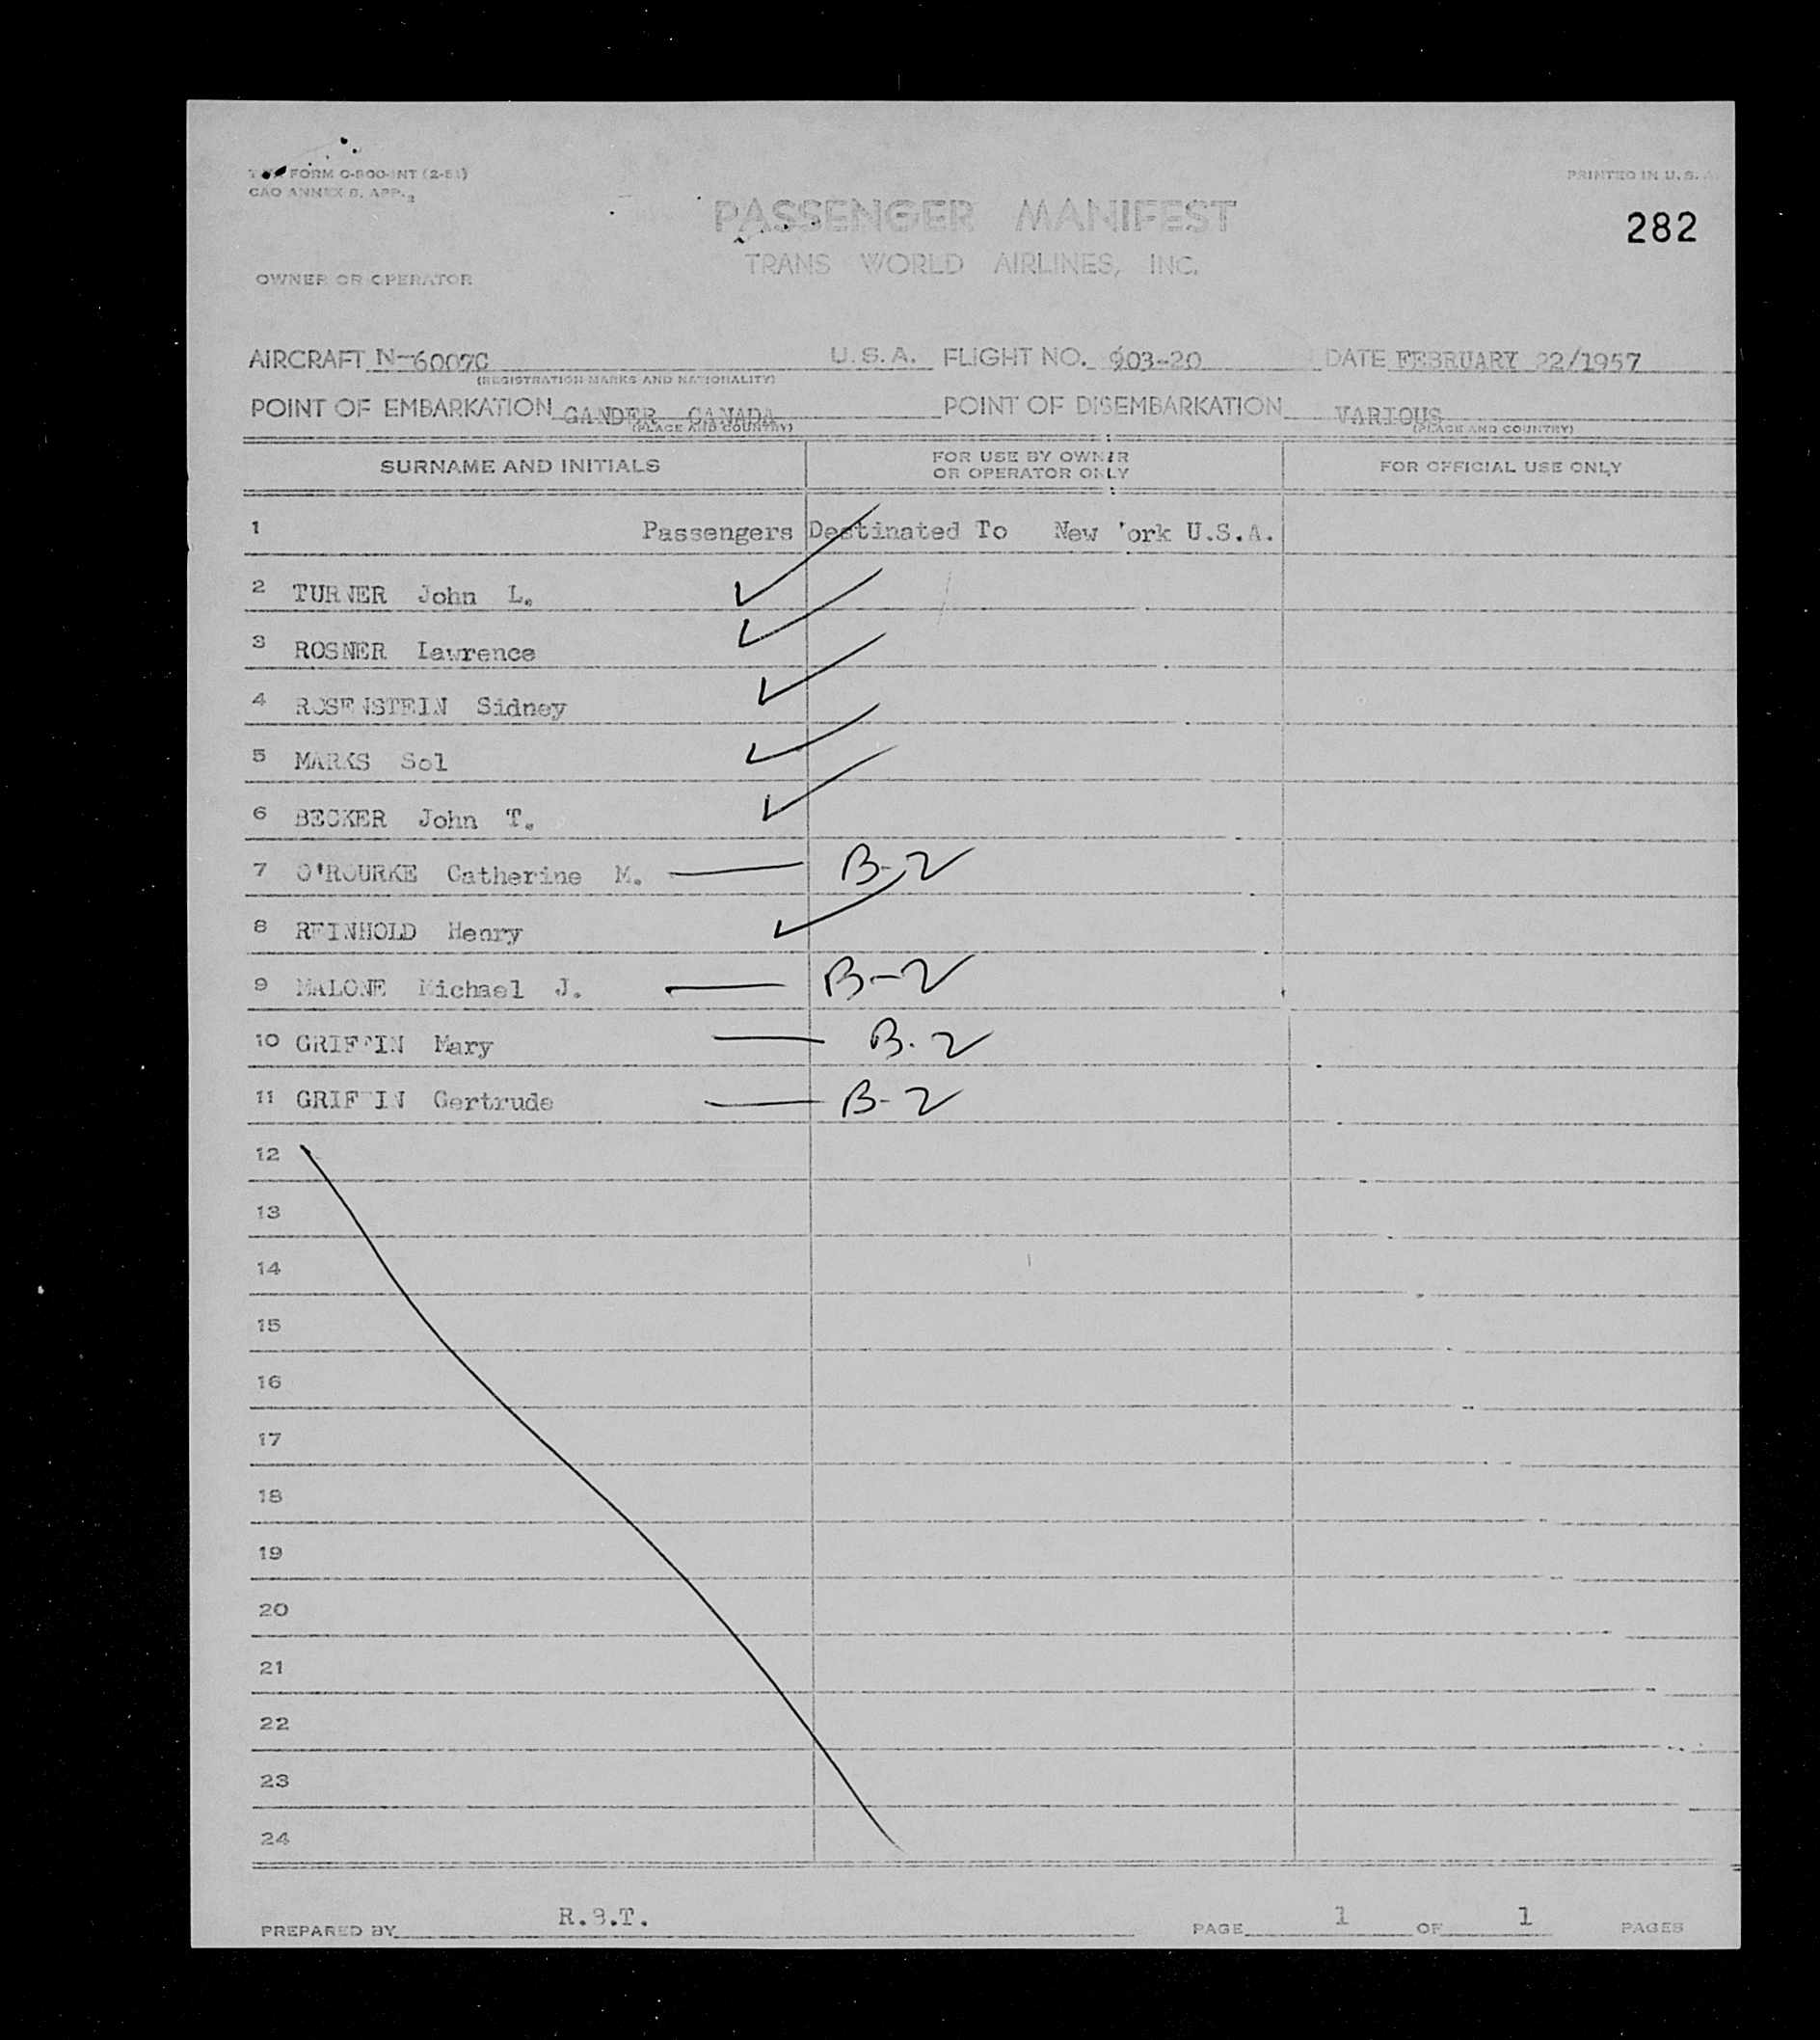 FORM O-800-INT (2-51)
CAO ANNEX 9, APP. 2
PRINTED IN U. S. A.
PASSENGER MANIFEST
282
TRANS WORLD AIRLINES, INC.
OWNER OR OPERATOR
AIRCRAFT N-6007C U. S. A. FLIGHT NO. 903-20 DATE FEBRUARY 22/1957
(REGISTRATION MARKS AND NATIONALITY)
POINT OF EMBARKATION GANDER CANADA POINT OF DISEMBARKATION VARIOUS
(PLACE AND COUNTRY) (PLACE AND COUNTRY)
SURNAME AND INITIALS FOR USE BY OWNER OR OPERATOR ONLY FOR OFFICIAL USE ONLY
1 Passengers Destinated To New 'ork U.S.A.
2 TURNER John L.
3 ROSNER Lawrence
4 ROSENSTEIN Sidney
5 MARKS Sol
6 BECKER John T.
7 O'ROURKE Catherine M. — B-2
8 REINHOLD Henry
9 MALONE Michael J. — B-2
10 GRIFFIN Mary — B-2
11 GRIFFIN Gertrude — B-2
12
13
14
15
16
17
18
19
20
21
22
23
24
PREPARED BY PAGE 1 OF 1 PAGES